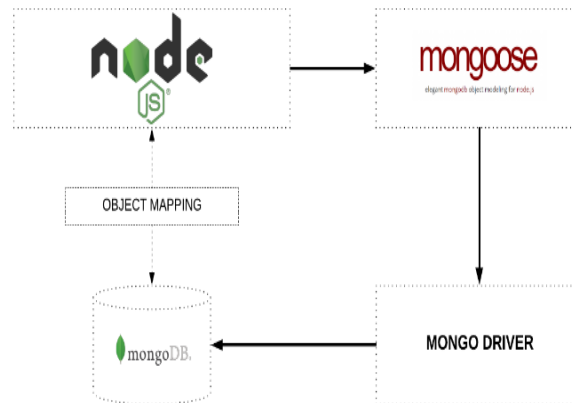 node
JS®
mongoose
elegant mongodb object modeling for node.js
OBJECT MAPPING
mongoDB.
MONGO DRIVER